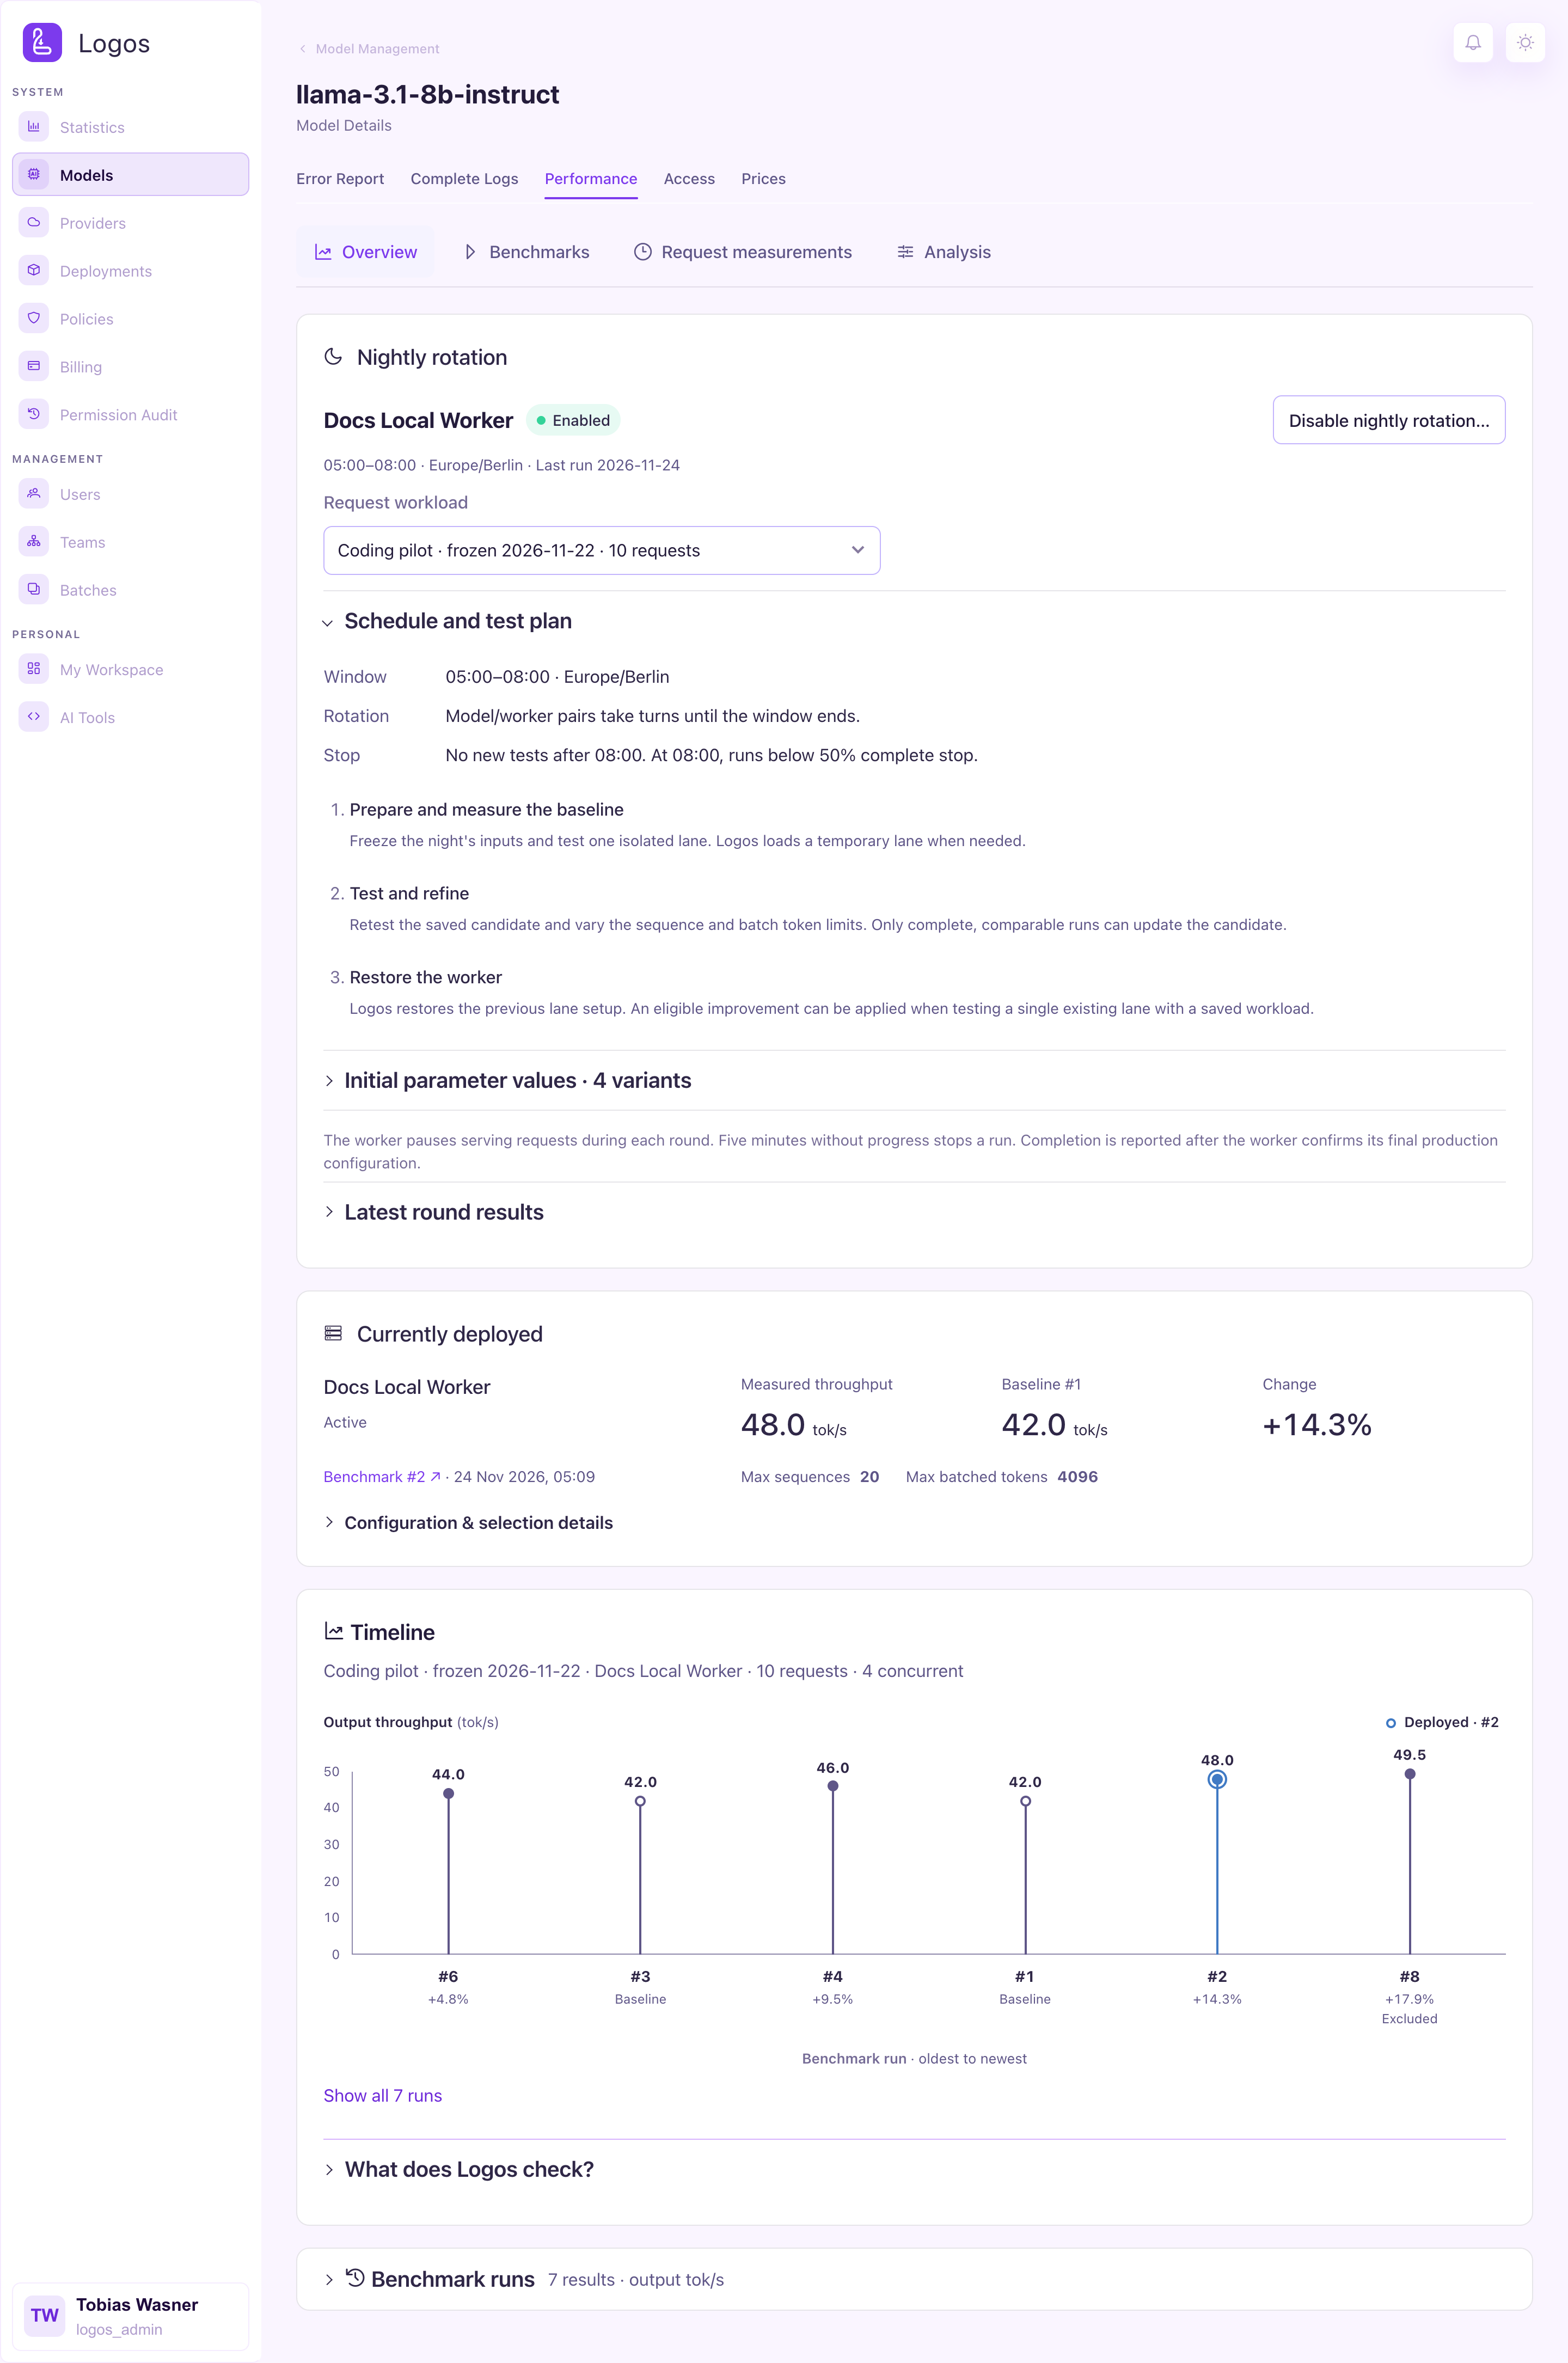 Logos
SYSTEM
Statistics
Models
Providers
Deployments
Policies
Billing
Permission Audit
MANAGEMENT
Users
Teams
Batches
PERSONAL
My Workspace
AI Tools
TW
Tobias Wasner
logos_admin
Model Management
llama-3.1-8b-instruct
Model Details
Error Report
Complete Logs
Performance
Access
Prices
Overview
Benchmarks
Request measurements
Analysis
Nightly rotation
Docs Local Worker
Enabled
Disable nightly rotation...
05:00–08:00 · Europe/Berlin · Last run 2026-11-24
Request workload
Coding pilot · frozen 2026-11-22 · 10 requests
Schedule and test plan
Window 05:00–08:00 · Europe/Berlin
Rotation Model/worker pairs take turns until the window ends.
Stop No new tests after 08:00. At 08:00, runs below 50% complete stop.
1. Prepare and measure the baseline
Freeze the night's inputs and test one isolated lane. Logos loads a temporary lane when needed.
2. Test and refine
Retest the saved candidate and vary the sequence and batch token limits. Only complete, comparable runs can update the candidate.
3. Restore the worker
Logos restores the previous lane setup. An eligible improvement can be applied when testing a single existing lane with a saved workload.
Initial parameter values · 4 variants
The worker pauses serving requests during each round. Five minutes without progress stops a run. Completion is reported after the worker confirms its final production
configuration.
Latest round results
Currently deployed
Docs Local Worker
Active
Measured throughput
48.0 tok/s
Baseline #1
42.0 tok/s
Change
+14.3%
Benchmark #2 ↗ · 24 Nov 2026, 05:09
Max sequences 20
Max batched tokens 4096
Configuration & selection details
Timeline
Coding pilot · frozen 2026-11-22 · Docs Local Worker · 10 requests · 4 concurrent
Output throughput (tok/s)
Deployed · #2
50
40
30
20
10
0
44.0
42.0
46.0
42.0
48.0
49.5
#6
+4.8%
#3
Baseline
#4
+9.5%
#1
Baseline
#2
+14.3%
#8
+17.9%
Excluded
Benchmark run · oldest to newest
Show all 7 runs
What does Logos check?
Benchmark runs 7 results · output tok/s